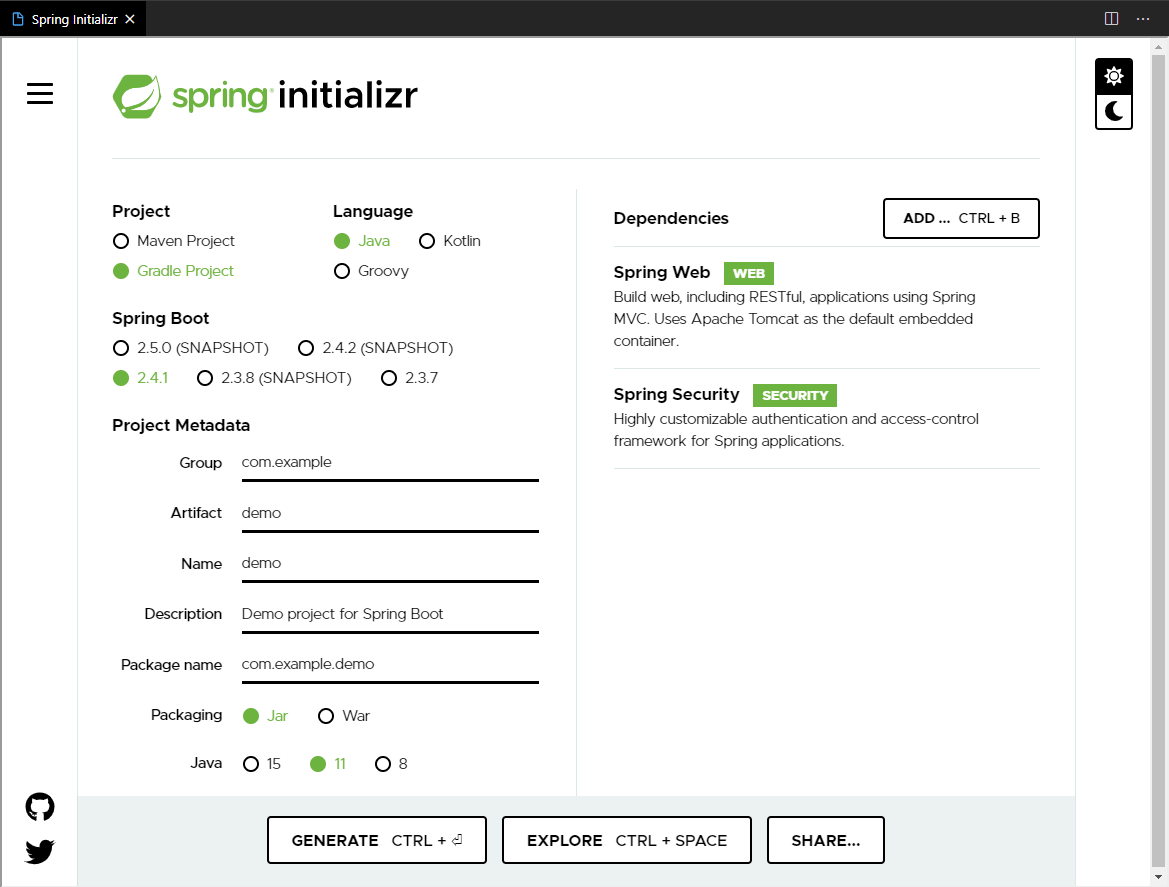 Spring Initializr
spring initializr
Project
Maven Project
Gradle Project
Language
Java Kotlin
Groovy
Spring Boot
2.5.0 (SNAPSHOT) 2.4.2 (SNAPSHOT)
2.4.1 2.3.8 (SNAPSHOT) 2.3.7
Project Metadata
Group com.example
Artifact demo
Name demo
Description Demo project for Spring Boot
Package name com.example.demo
Packaging Jar War
Java 15 11 8
Dependencies ADD ... CTRL + B
Spring Web WEB
Build web, including RESTful, applications using Spring
MVC. Uses Apache Tomcat as the default embedded
container.
Spring Security SECURITY
Highly customizable authentication and access-control
framework for Spring applications.
GENERATE CTRL + ⏎ EXPLORE CTRL + SPACE SHARE...